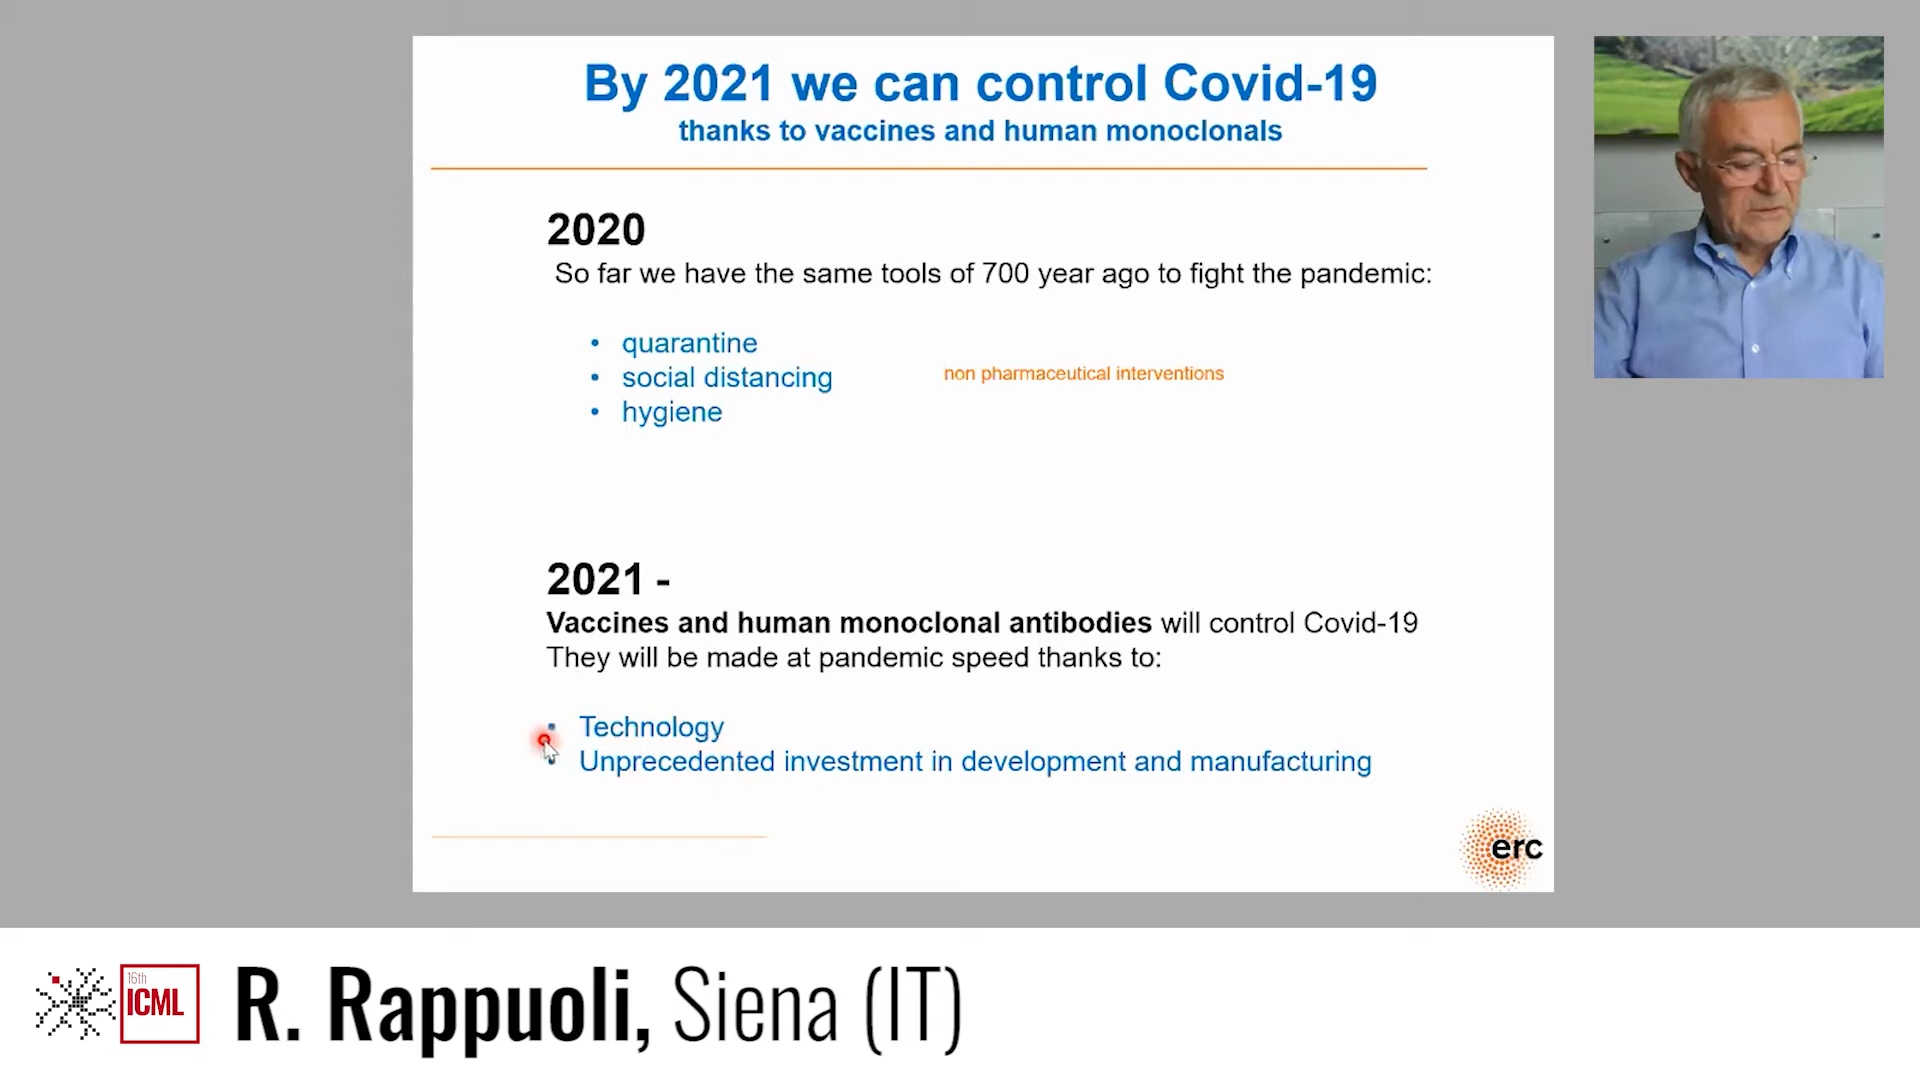 By 2021 we can control Covid-19
thanks to vaccines and human monoclonals
2020
So far we have the same tools of 700 year ago to fight the pandemic:
• quarantine
• social distancing
• hygiene
non pharmaceutical interventions
2021 -
Vaccines and human monoclonal antibodies will control Covid-19
They will be made at pandemic speed thanks to:
• Technology
• Unprecedented investment in development and manufacturing
erc
16th
ICML
R. Rappuoli, Siena (IT)